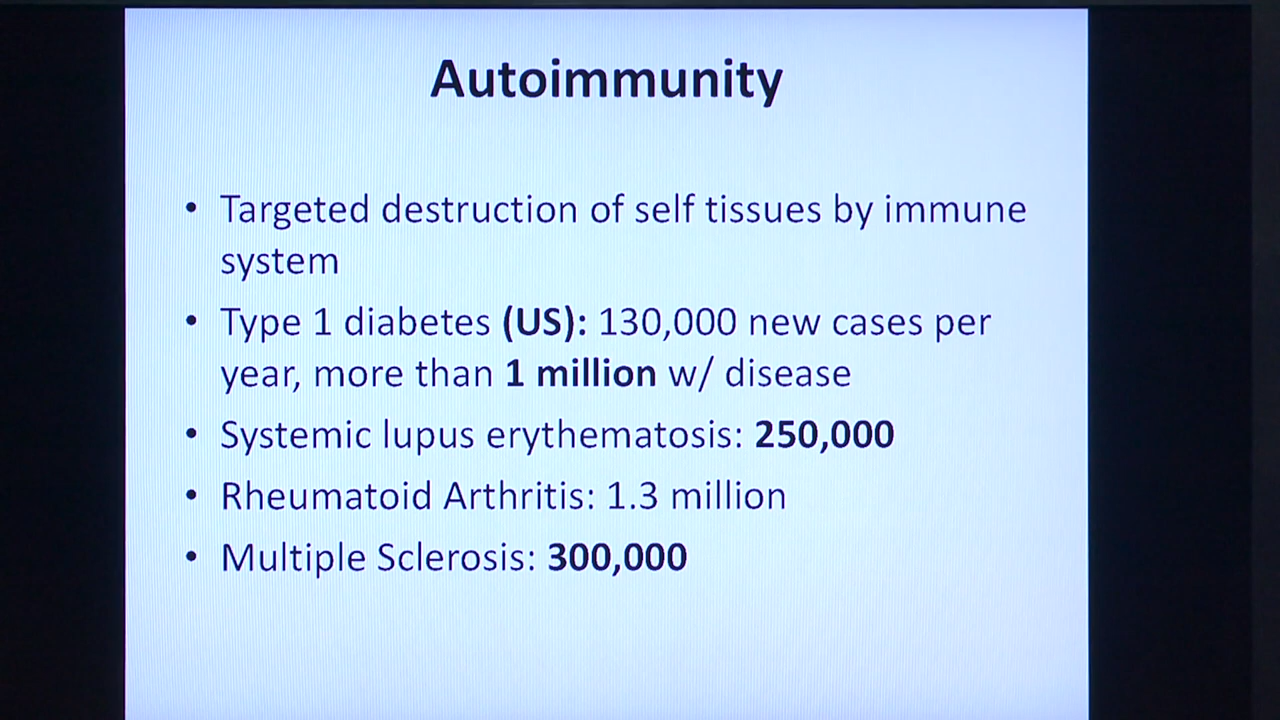 Autoimmunity
• Targeted destruction of self tissues by immune
system
• Type 1 diabetes (US): 130,000 new cases per
year, more than 1 million w/ disease
• Systemic lupus erythematosis: 250,000
• Rheumatoid Arthritis: 1.3 million
• Multiple Sclerosis: 300,000